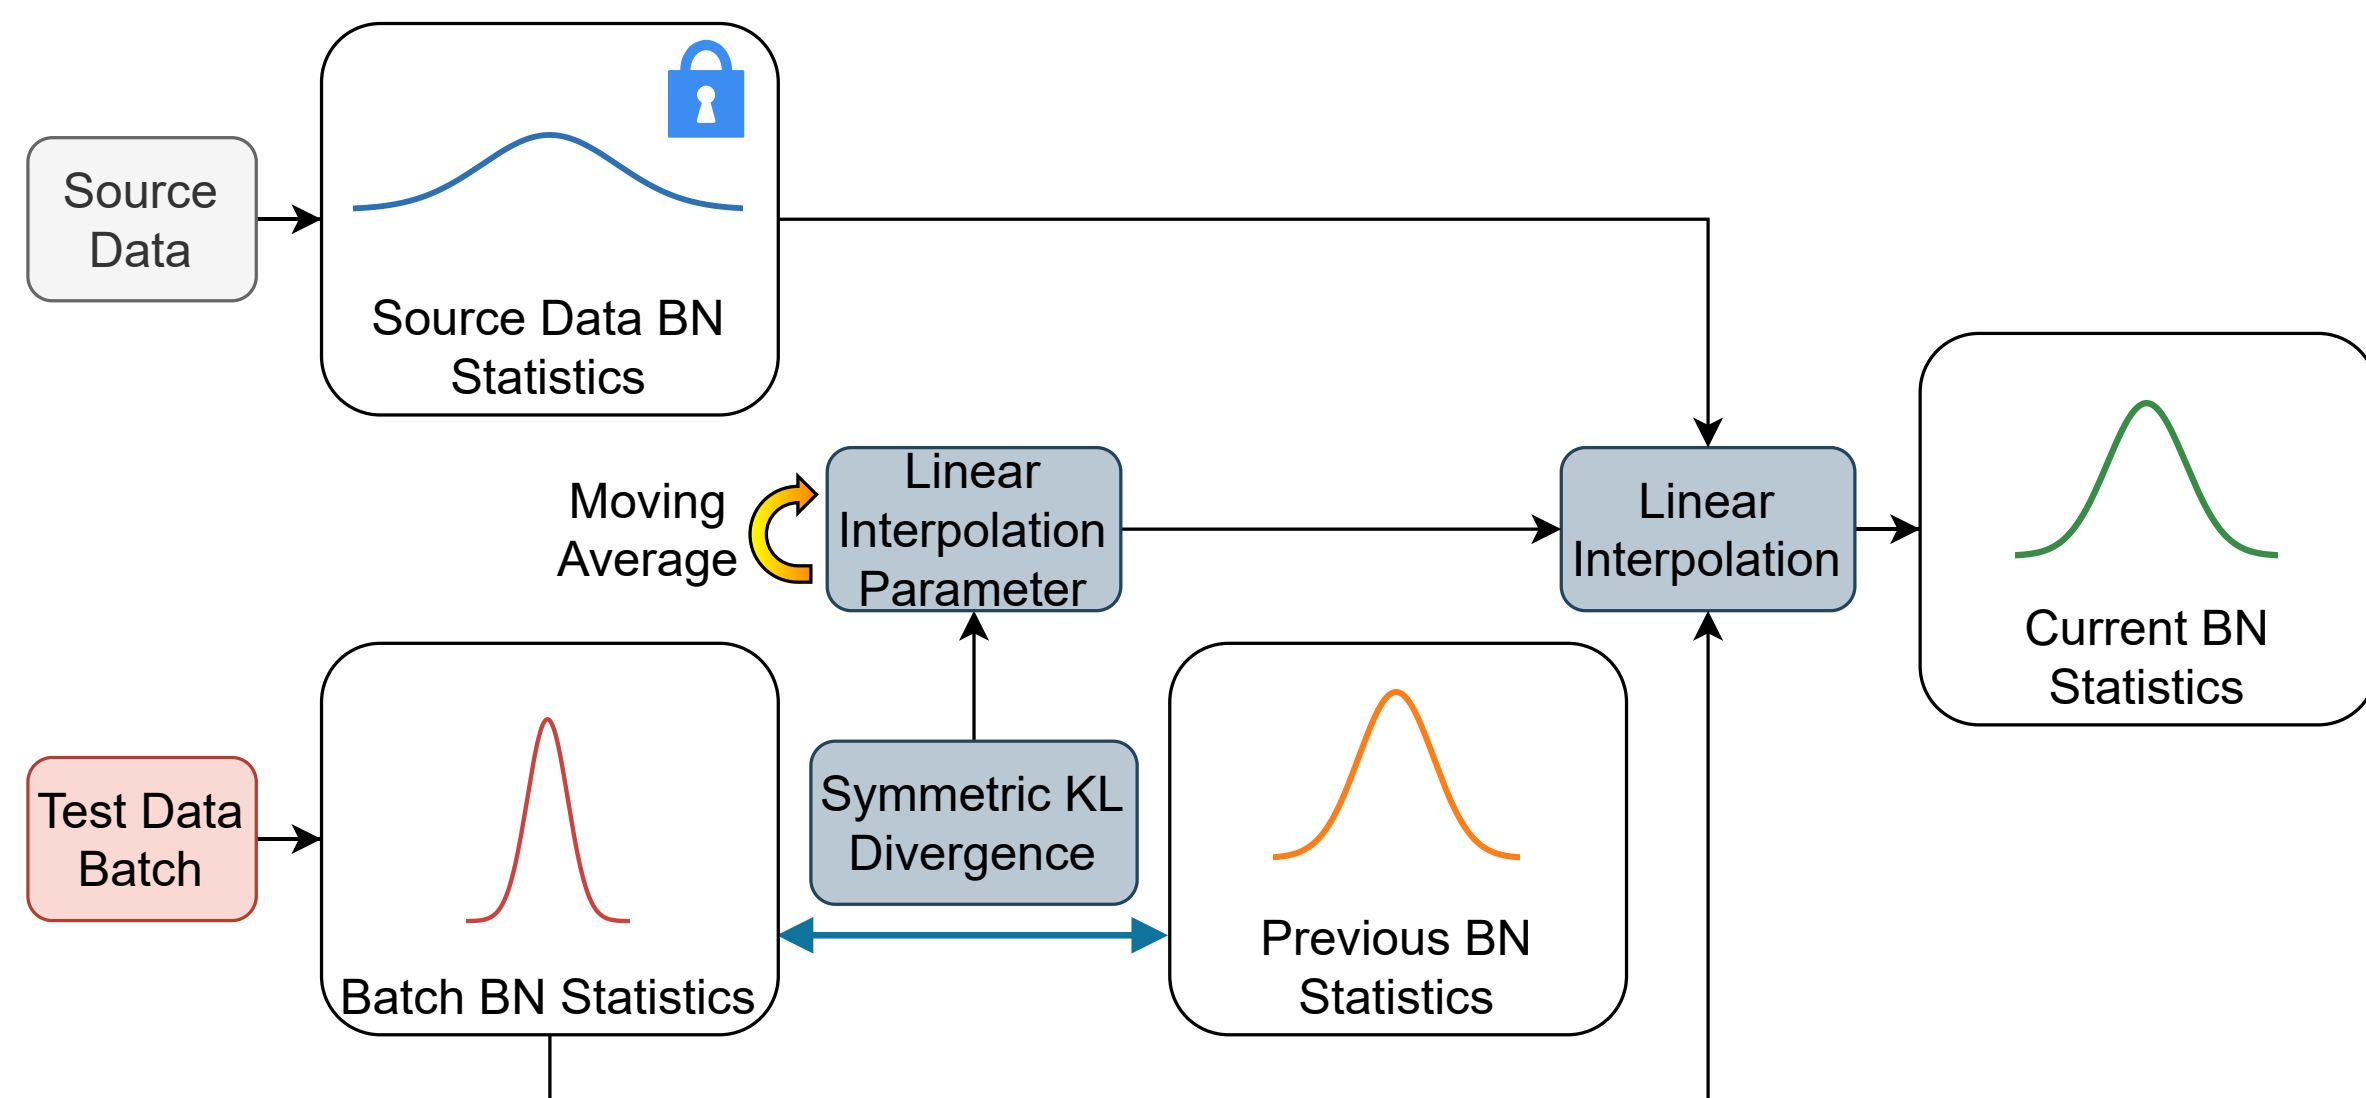 Source
Data
Source Data BN
Statistics
Moving
Average
Linear
Interpolation
Parameter
Linear
Interpolation
Current BN
Statistics
Test Data
Batch
Batch BN Statistics
Symmetric KL
Divergence
Previous BN
Statistics